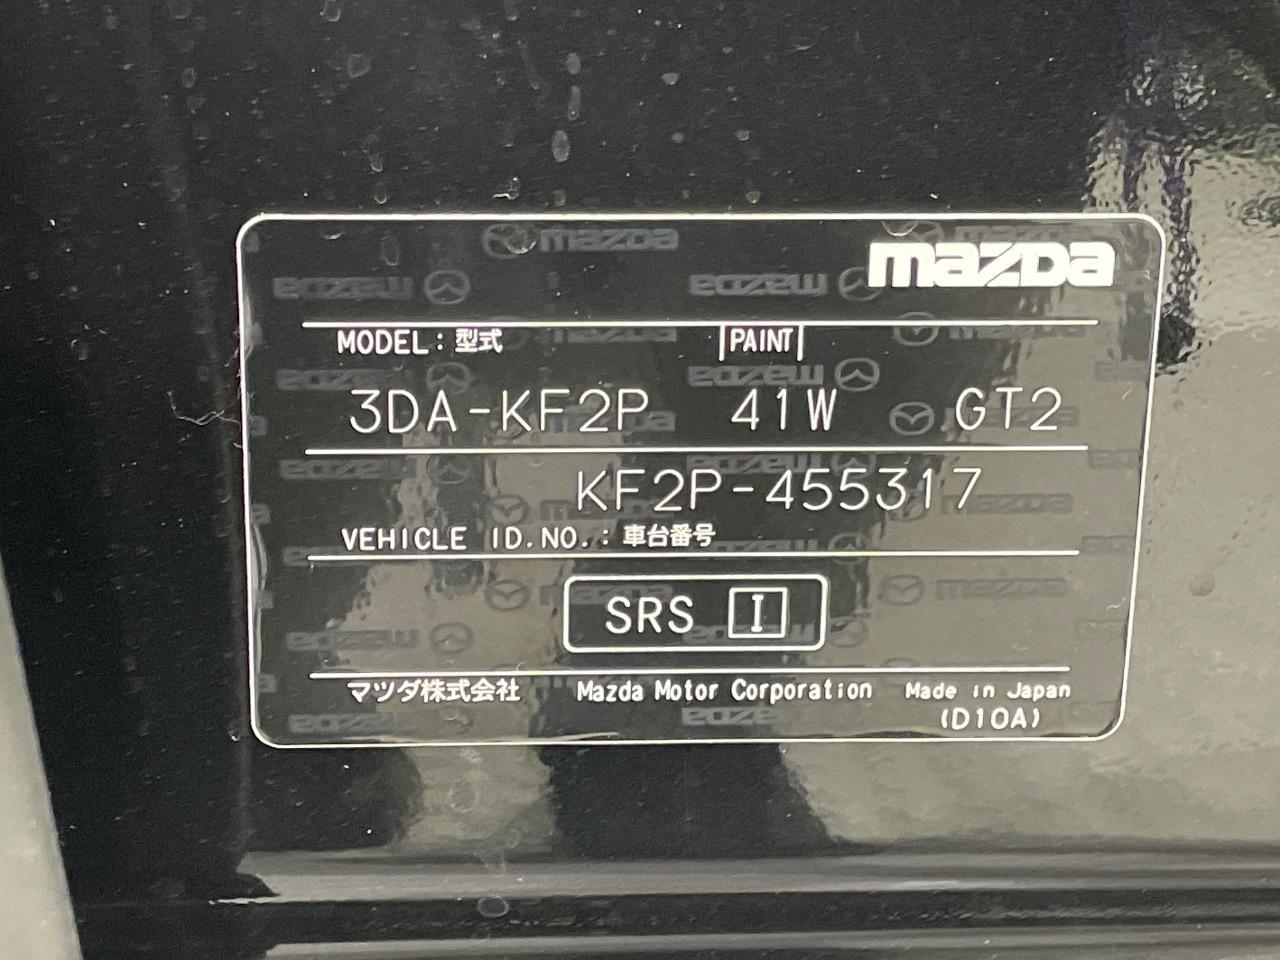 mazda
MODEL : 型式 PAINT
3DA-KF2P 41W GT2
KF2P-455317
VEHICLE ID.NO. : 車台番号
SRS I
マツダ株式会社 Mazda Motor Corporation Made in Japan
(D10A)